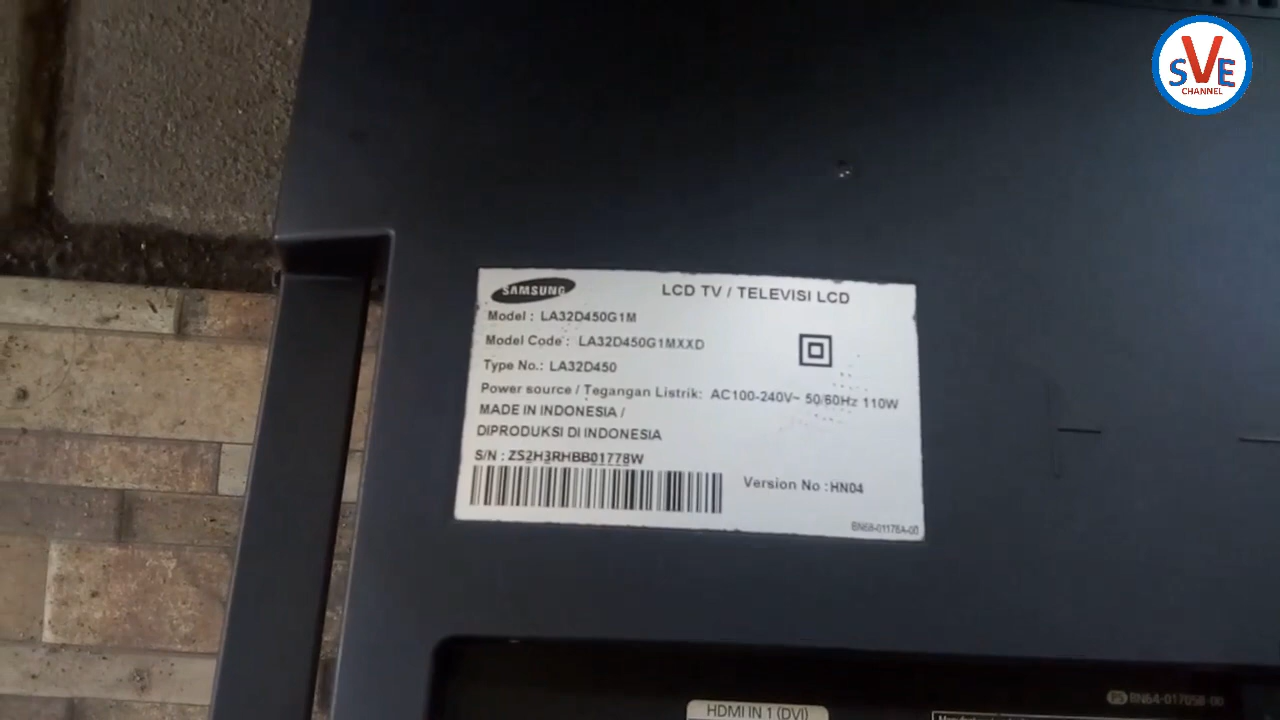 SVE
CHANNEL
SAMSUNG
LCD TV / TELEVISI LCD
Model : LA32D450G1M
Model Code : LA32D450G1MXXD
Type No.: LA32D450
Power source / Tegangan Listrik: AC100-240V~ 50/60Hz 110W
MADE IN INDONESIA /
DIPRODUKSI DI INDONESIA
S/N : ZS2H3RHBB01778W
Version No :HN04
BN68-01178A-00
PS BN64-01705B-00
HDMI IN 1 (DVI)